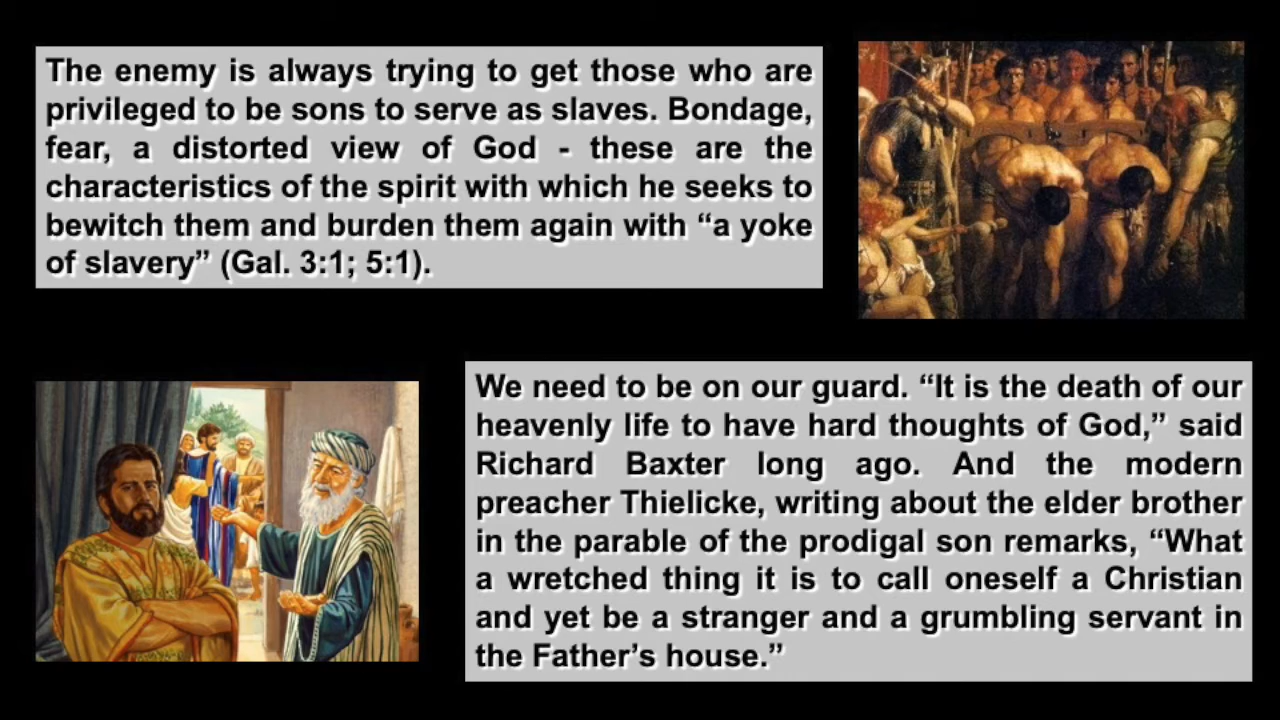 The enemy is always trying to get those who are
privileged to be sons to serve as slaves. Bondage,
fear, a distorted view of God - these are the
characteristics of the spirit with which he seeks to
bewitch them and burden them again with “a yoke
of slavery” (Gal. 3:1; 5:1).
We need to be on our guard. “It is the death of our
heavenly life to have hard thoughts of God,” said
Richard Baxter long ago. And the modern
preacher Thielicke, writing about the elder brother
in the parable of the prodigal son remarks, “What
a wretched thing it is to call oneself a Christian
and yet be a stranger and a grumbling servant in
the Father’s house.”